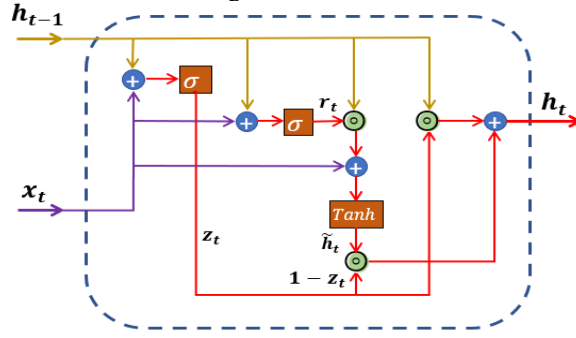 h_{t-1}
σ
σ
r_t
h_t
x_t
Tanh
z_t
h̃_t
1 − z_t